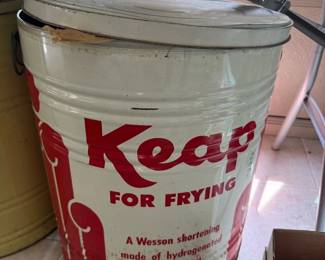 Keap
FOR FRYING
A Wesson shortening
made of hydrogenated